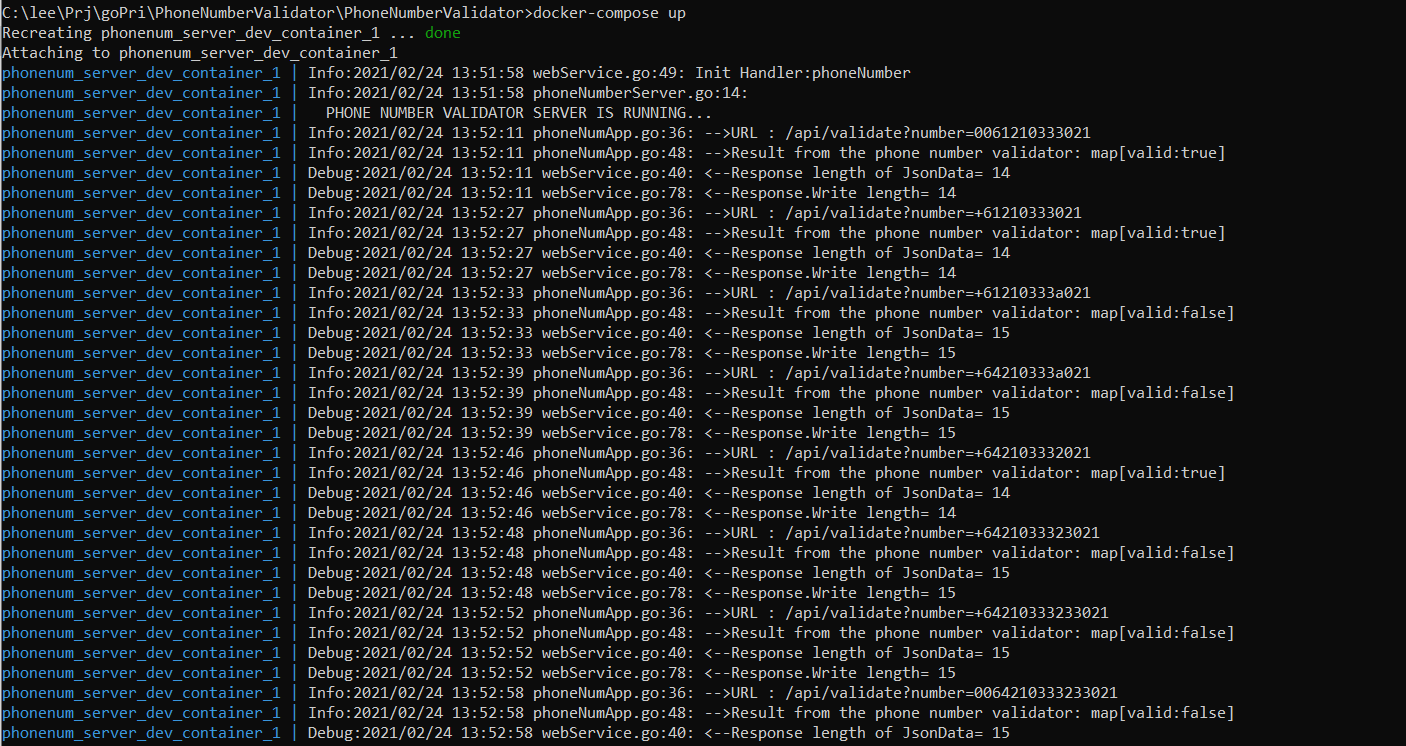 C:\lee\Prj\goPri\PhoneNumberValidator\PhoneNumberValidator>docker-compose up
Recreating phonenum_server_dev_container_1 ... done
Attaching to phonenum_server_dev_container_1
phonenum_server_dev_container_1 | Info:2021/02/24 13:51:58 webService.go:49: Init Handler:phoneNumber
phonenum_server_dev_container_1 | Info:2021/02/24 13:51:58 phoneNumberServer.go:14:
phonenum_server_dev_container_1 |   PHONE NUMBER VALIDATOR SERVER IS RUNNING...
phonenum_server_dev_container_1 | Info:2021/02/24 13:52:11 phoneNumApp.go:36: -->URL : /api/validate?number=0061210333021
phonenum_server_dev_container_1 | Info:2021/02/24 13:52:11 phoneNumApp.go:48: -->Result from the phone number validator: map[valid:true]
phonenum_server_dev_container_1 | Debug:2021/02/24 13:52:11 webService.go:40: <--Response length of JsonData= 14
phonenum_server_dev_container_1 | Debug:2021/02/24 13:52:11 webService.go:78: <--Response.Write length= 14
phonenum_server_dev_container_1 | Info:2021/02/24 13:52:27 phoneNumApp.go:36: -->URL : /api/validate?number=+61210333021
phonenum_server_dev_container_1 | Info:2021/02/24 13:52:27 phoneNumApp.go:48: -->Result from the phone number validator: map[valid:true]
phonenum_server_dev_container_1 | Debug:2021/02/24 13:52:27 webService.go:40: <--Response length of JsonData= 14
phonenum_server_dev_container_1 | Debug:2021/02/24 13:52:27 webService.go:78: <--Response.Write length= 14
phonenum_server_dev_container_1 | Info:2021/02/24 13:52:33 phoneNumApp.go:36: -->URL : /api/validate?number=+61210333a021
phonenum_server_dev_container_1 | Info:2021/02/24 13:52:33 phoneNumApp.go:48: -->Result from the phone number validator: map[valid:false]
phonenum_server_dev_container_1 | Debug:2021/02/24 13:52:33 webService.go:40: <--Response length of JsonData= 15
phonenum_server_dev_container_1 | Debug:2021/02/24 13:52:33 webService.go:78: <--Response.Write length= 15
phonenum_server_dev_container_1 | Info:2021/02/24 13:52:39 phoneNumApp.go:36: -->URL : /api/validate?number=+64210333a021
phonenum_server_dev_container_1 | Info:2021/02/24 13:52:39 phoneNumApp.go:48: -->Result from the phone number validator: map[valid:false]
phonenum_server_dev_container_1 | Debug:2021/02/24 13:52:39 webService.go:40: <--Response length of JsonData= 15
phonenum_server_dev_container_1 | Debug:2021/02/24 13:52:39 webService.go:78: <--Response.Write length= 15
phonenum_server_dev_container_1 | Info:2021/02/24 13:52:46 phoneNumApp.go:36: -->URL : /api/validate?number=+642103332021
phonenum_server_dev_container_1 | Info:2021/02/24 13:52:46 phoneNumApp.go:48: -->Result from the phone number validator: map[valid:true]
phonenum_server_dev_container_1 | Debug:2021/02/24 13:52:46 webService.go:40: <--Response length of JsonData= 14
phonenum_server_dev_container_1 | Debug:2021/02/24 13:52:46 webService.go:78: <--Response.Write length= 14
phonenum_server_dev_container_1 | Info:2021/02/24 13:52:48 phoneNumApp.go:36: -->URL : /api/validate?number=+6421033323021
phonenum_server_dev_container_1 | Info:2021/02/24 13:52:48 phoneNumApp.go:48: -->Result from the phone number validator: map[valid:false]
phonenum_server_dev_container_1 | Debug:2021/02/24 13:52:48 webService.go:40: <--Response length of JsonData= 15
phonenum_server_dev_container_1 | Debug:2021/02/24 13:52:48 webService.go:78: <--Response.Write length= 15
phonenum_server_dev_container_1 | Info:2021/02/24 13:52:52 phoneNumApp.go:36: -->URL : /api/validate?number=+64210333233021
phonenum_server_dev_container_1 | Info:2021/02/24 13:52:52 phoneNumApp.go:48: -->Result from the phone number validator: map[valid:false]
phonenum_server_dev_container_1 | Debug:2021/02/24 13:52:52 webService.go:40: <--Response length of JsonData= 15
phonenum_server_dev_container_1 | Debug:2021/02/24 13:52:52 webService.go:78: <--Response.Write length= 15
phonenum_server_dev_container_1 | Info:2021/02/24 13:52:58 phoneNumApp.go:36: -->URL : /api/validate?number=0064210333233021
phonenum_server_dev_container_1 | Info:2021/02/24 13:52:58 phoneNumApp.go:48: -->Result from the phone number validator: map[valid:false]
phonenum_server_dev_container_1 | Debug:2021/02/24 13:52:58 webService.go:40: <--Response length of JsonData= 15